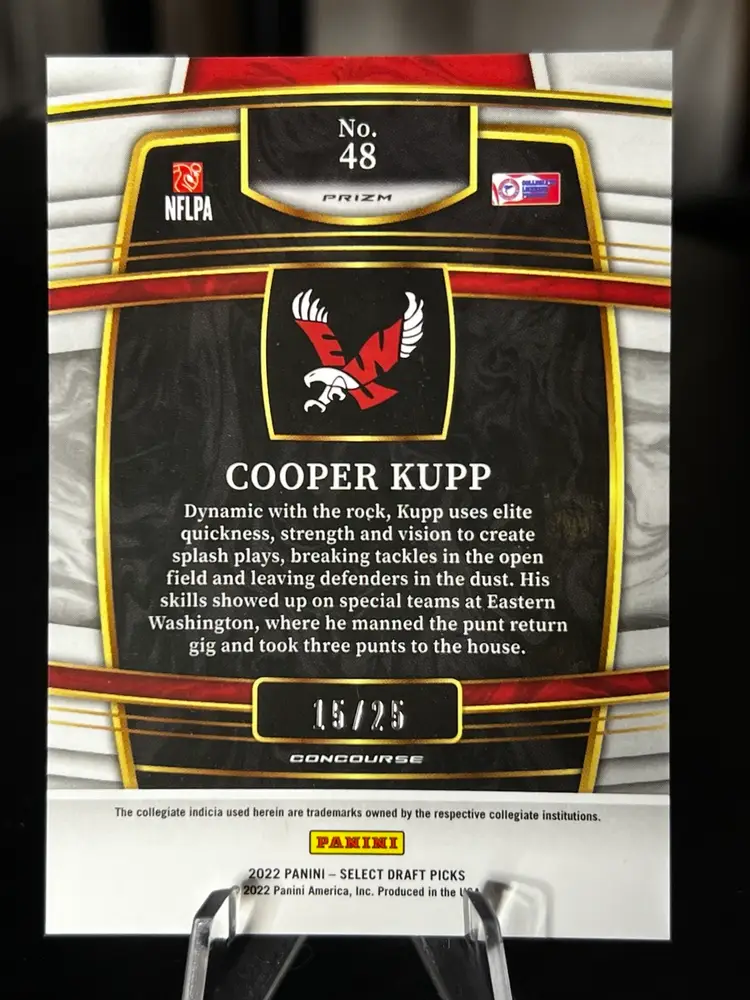 No.
48
PRIZM
NFLPA
EWU
COOPER KUPP
Dynamic with the rock, Kupp uses elite
quickness, strength and vision to create
splash plays, breaking tackles in the open
field and leaving defenders in the dust. His
skills showed up on special teams at Eastern
Washington, where he manned the punt return
gig and took three punts to the house.
15/25
CONCOURSE
The collegiate indicia used herein are trademarks owned by the respective collegiate institutions.
PANINI
2022 PANINI – SELECT DRAFT PICKS
© 2022 Panini America, Inc. Produced in the USA